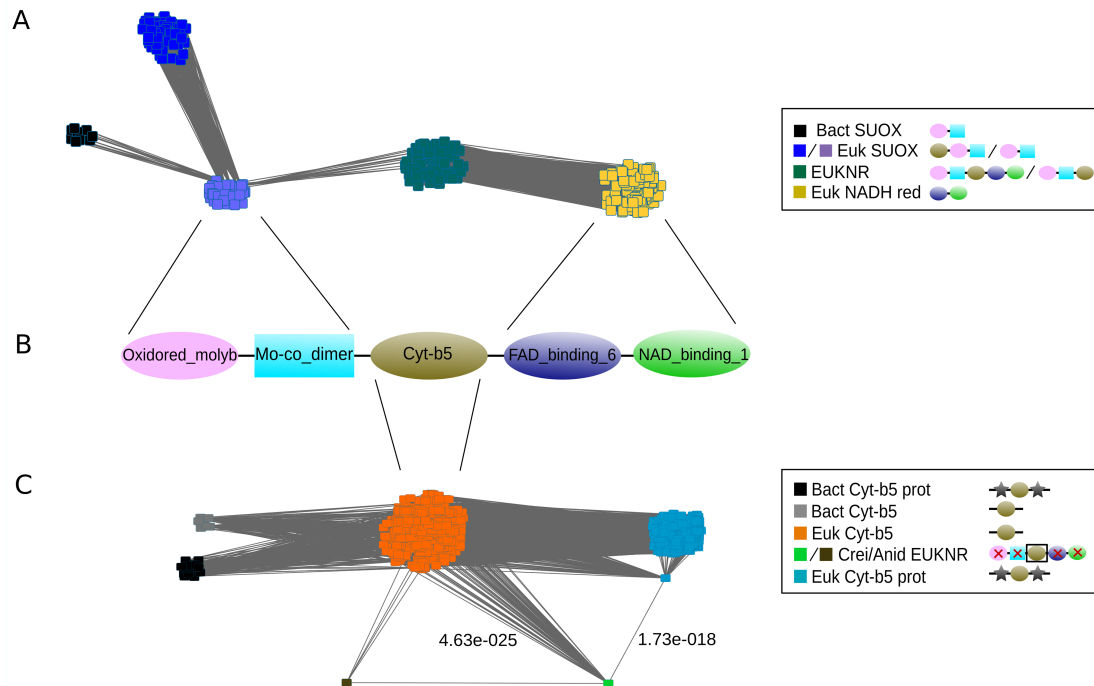 A
Bact SUOX
/ Euk SUOX /
EUKNR /
Euk NADH red
B
Oxidored_molyb Mo-co_dimer Cyt-b5 FAD_binding_6 NAD_binding_1
C
Bact Cyt-b5 prot
Bact Cyt-b5
Euk Cyt-b5
/ Crei/Anid EUKNR
Euk Cyt-b5 prot
4.63e-025 1.73e-018